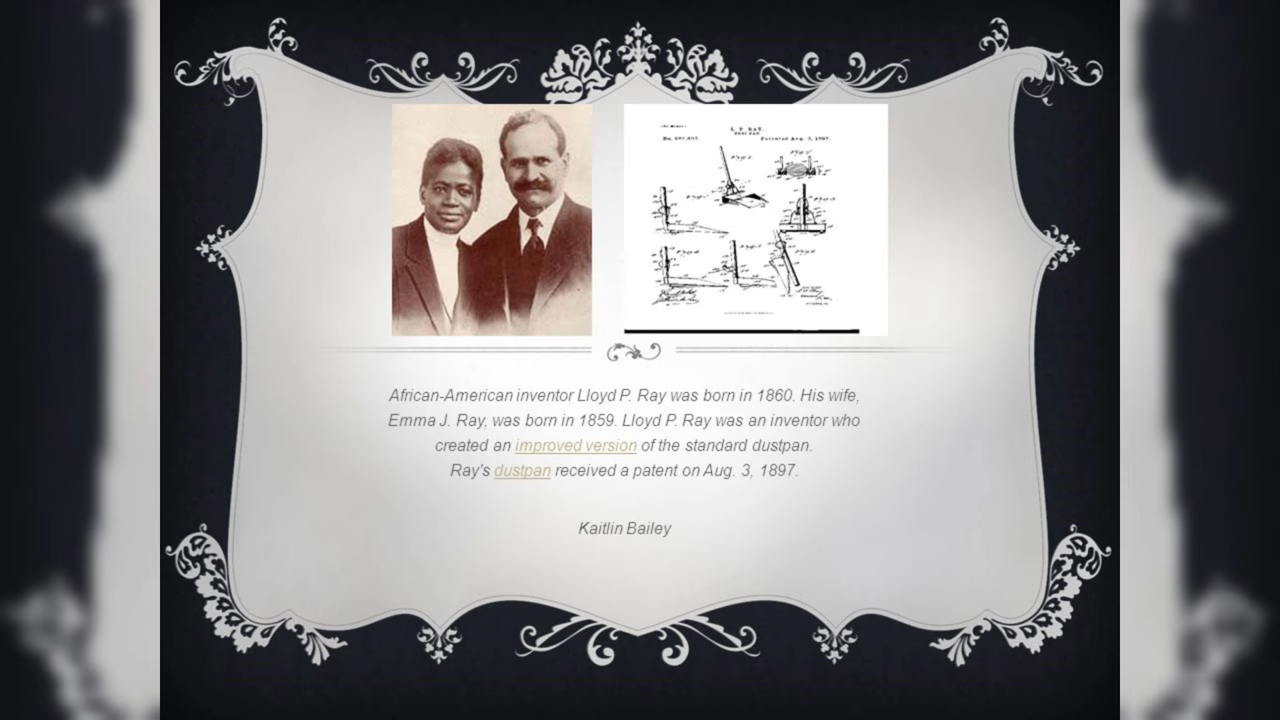 L. P. RAY.
DUST PAN.
Patented Aug. 3, 1897.
African-American inventor Lloyd P. Ray was born in 1860. His wife,
Emma J. Ray, was born in 1859. Lloyd P. Ray was an inventor who
created an improved version of the standard dustpan.
Ray's dustpan received a patent on Aug. 3, 1897.
Kaitlin Bailey